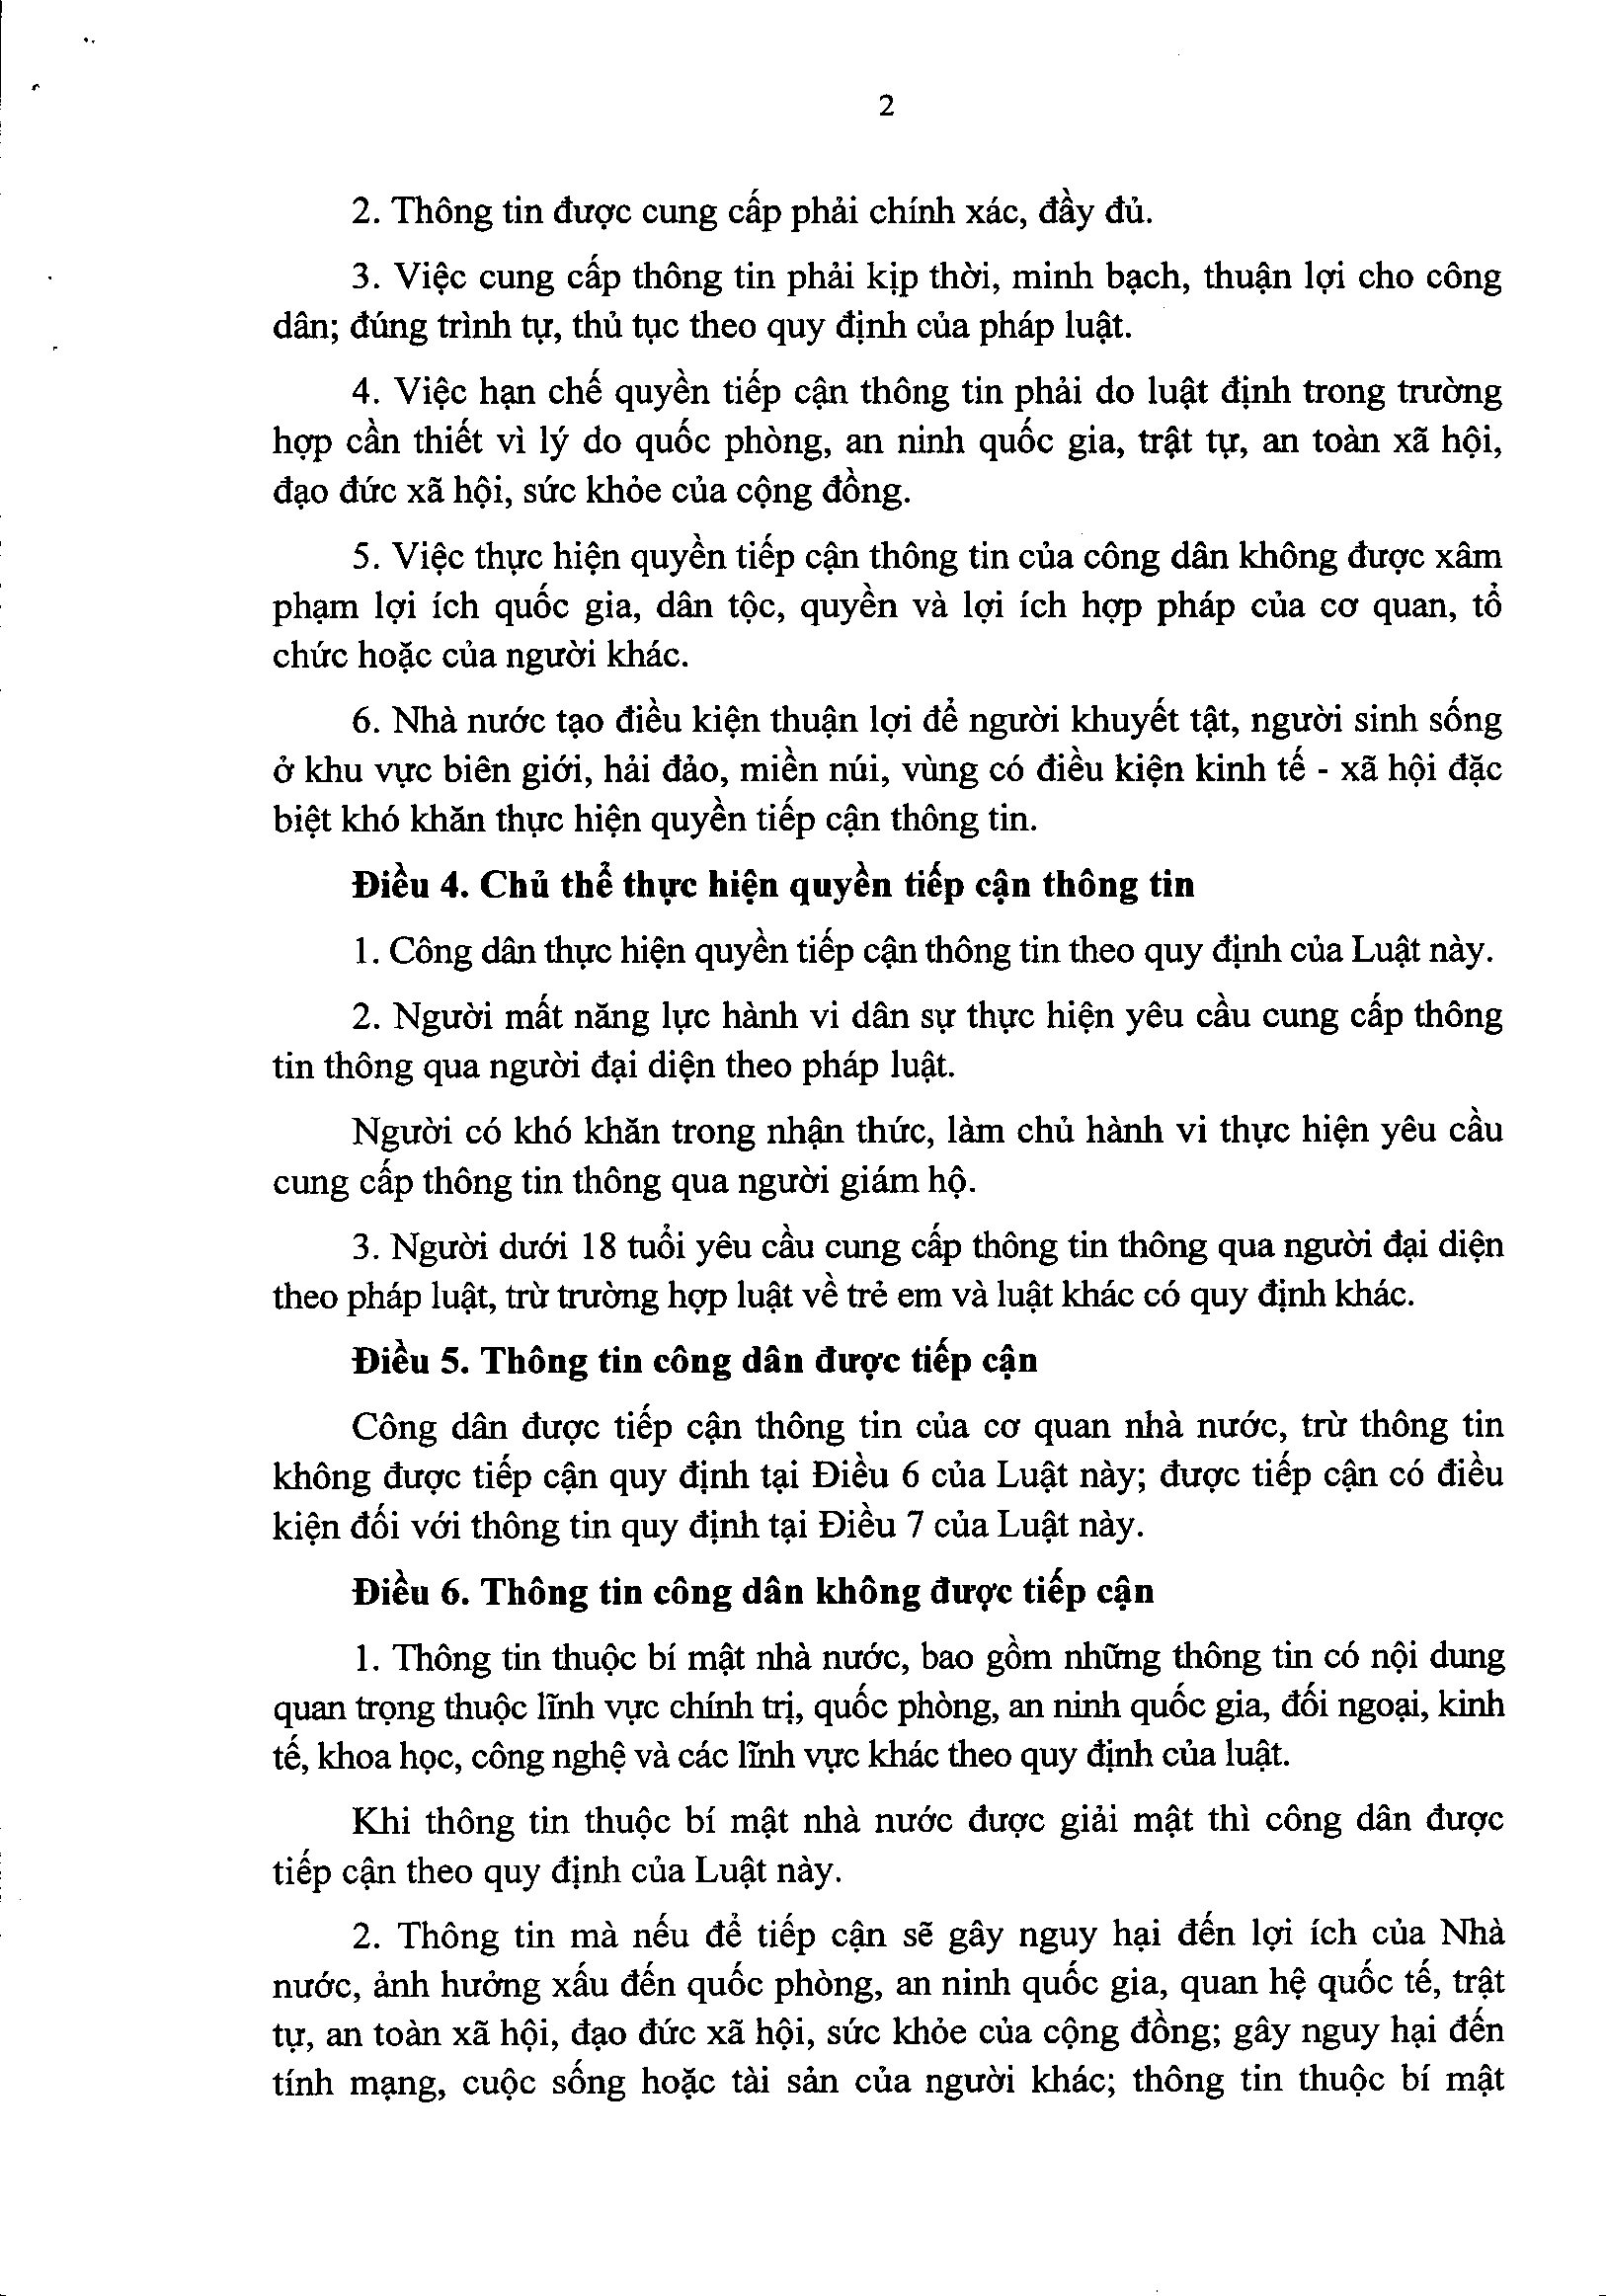 2
2. Thông tin được cung cấp phải chính xác, đầy đủ.
3. Việc cung cấp thông tin phải kịp thời, minh bạch, thuận lợi cho công
dân; đúng trình tự, thủ tục theo quy định của pháp luật.
4. Việc hạn chế quyền tiếp cận thông tin phải do luật định trong trường
hợp cần thiết vì lý do quốc phòng, an ninh quốc gia, trật tự, an toàn xã hội,
đạo đức xã hội, sức khỏe của cộng đồng.
5. Việc thực hiện quyền tiếp cận thông tin của công dân không được xâm
phạm lợi ích quốc gia, dân tộc, quyền và lợi ích hợp pháp của cơ quan, tổ
chức hoặc của người khác.
6. Nhà nước tạo điều kiện thuận lợi để người khuyết tật, người sinh sống
ở khu vực biên giới, hải đảo, miền núi, vùng có điều kiện kinh tế - xã hội đặc
biệt khó khăn thực hiện quyền tiếp cận thông tin.
Điều 4. Chủ thể thực hiện quyền tiếp cận thông tin
1. Công dân thực hiện quyền tiếp cận thông tin theo quy định của Luật này.
2. Người mất năng lực hành vi dân sự thực hiện yêu cầu cung cấp thông
tin thông qua người đại diện theo pháp luật.
Người có khó khăn trong nhận thức, làm chủ hành vi thực hiện yêu cầu
cung cấp thông tin thông qua người giám hộ.
3. Người dưới 18 tuổi yêu cầu cung cấp thông tin thông qua người đại diện
theo pháp luật, trừ trường hợp luật về trẻ em và luật khác có quy định khác.
Điều 5. Thông tin công dân được tiếp cận
Công dân được tiếp cận thông tin của cơ quan nhà nước, trừ thông tin
không được tiếp cận quy định tại Điều 6 của Luật này; được tiếp cận có điều
kiện đối với thông tin quy định tại Điều 7 của Luật này.
Điều 6. Thông tin công dân không được tiếp cận
1. Thông tin thuộc bí mật nhà nước, bao gồm những thông tin có nội dung
quan trọng thuộc lĩnh vực chính trị, quốc phòng, an ninh quốc gia, đối ngoại, kinh
tế, khoa học, công nghệ và các lĩnh vực khác theo quy định của luật.
Khi thông tin thuộc bí mật nhà nước được giải mật thì công dân được
tiếp cận theo quy định của Luật này.
2. Thông tin mà nếu để tiếp cận sẽ gây nguy hại đến lợi ích của Nhà
nước, ảnh hưởng xấu đến quốc phòng, an ninh quốc gia, quan hệ quốc tế, trật
tự, an toàn xã hội, đạo đức xã hội, sức khỏe của cộng đồng; gây nguy hại đến
tính mạng, cuộc sống hoặc tài sản của người khác; thông tin thuộc bí mật